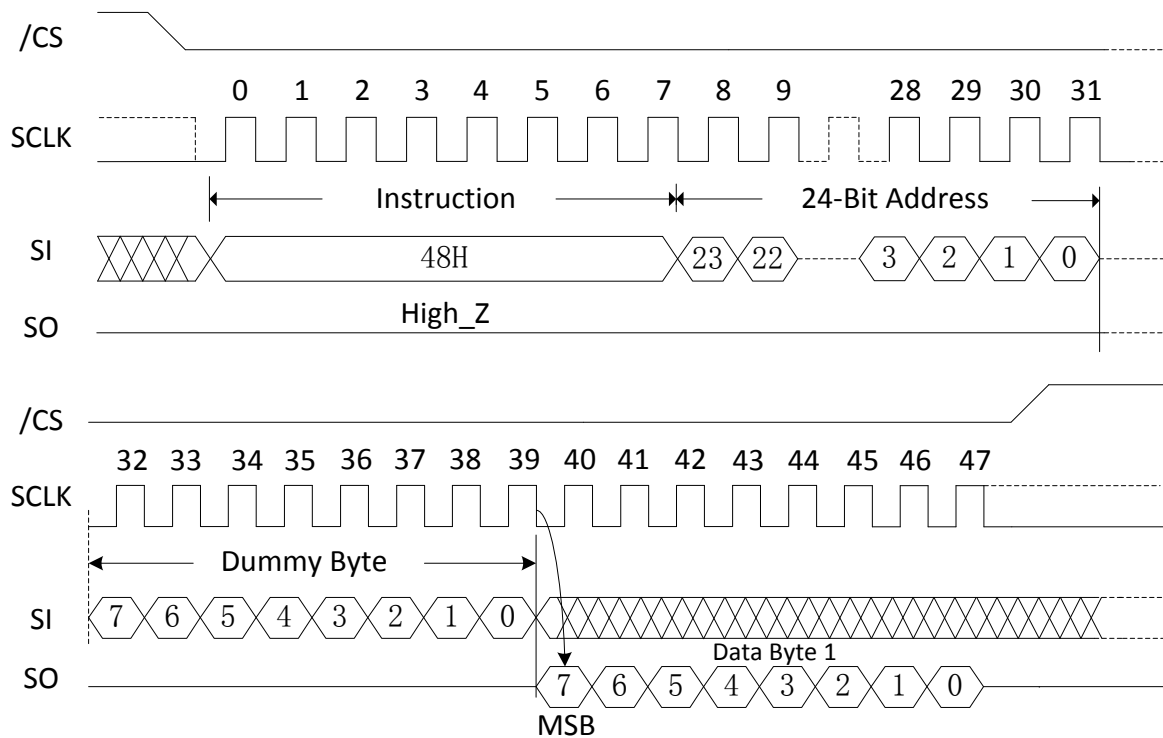 /CS
0 1 2 3 4 5 6 7 8 9 28 29 30 31
SCLK
Instruction 24-Bit Address
SI 48H 23 22 3 2 1 0
High_Z
SO
/CS
32 33 34 35 36 37 38 39 40 41 42 43 44 45 46 47
SCLK
Dummy Byte
SI 7 6 5 4 3 2 1 0
Data Byte 1
SO 7 6 5 4 3 2 1 0
MSB